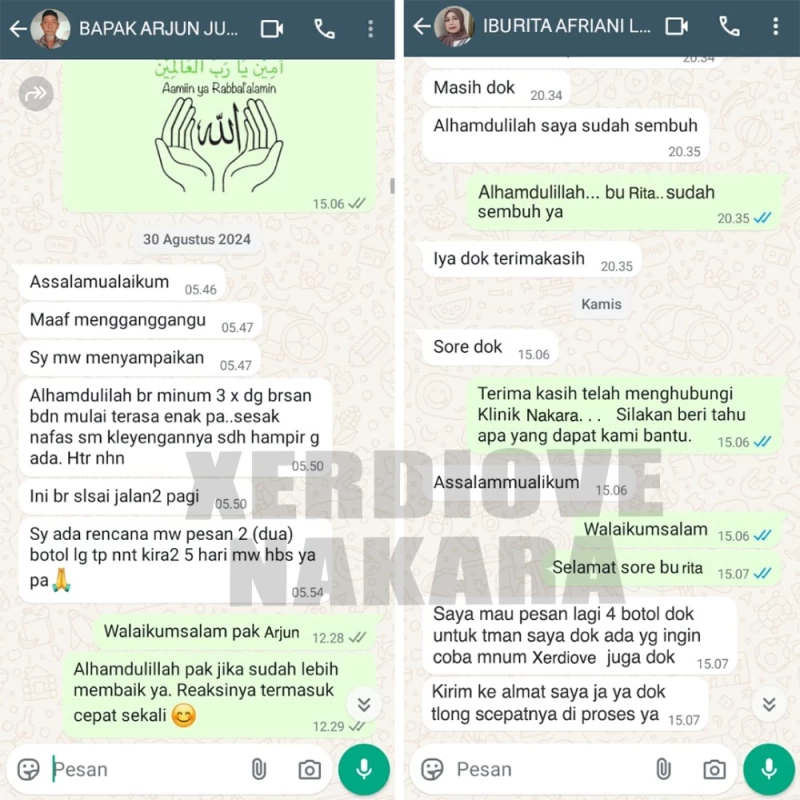 BAPAK ARJUN JU...
آمِيْنَ يَا رَبَّ الْعَالَمِيْنَ
Aamiin ya Rabbal'alamin
الله
15.06
30 Agustus 2024
Assalamualaikum 05.46
Maaf mengganggangu 05.47
Sy mw menyampaikan 05.47
Alhamdulilah br minum 3 x dg brsan
bdn mulai terasa enak pa..sesak
nafas sm kleyengannya sdh hampir g
ada. Htr nhn
05.50
Ini br slsai jalan2 pagi 05.50
Sy ada rencana mw pesan 2 (dua)
botol lg tp nnt kira2 5 hari mw hbs ya
pa🙏 05.54
Walaikumsalam pak Arjun 12.28
Alhamdulillah pak jika sudah lebih
membaik ya. Reaksinya termasuk
cepat sekali 😊 12.29
Pesan
IBURITA AFRIANI L...
20.34
Masih dok 20.34
Alhamdulilah saya sudah sembuh
20.35
Alhamdulillah... bu Rita.. sudah
sembuh ya 20.35
Iya dok terimakasih 20.35
Kamis
Sore dok 15.06
Terima kasih telah menghubungi
Klinik Nakara. . . Silakan beri tahu
apa yang dapat kami bantu. 15.06
Assalammualikum 15.06
Walaikumsalam 15.06
Selamat sore bu rita 15.07
Saya mau pesan lagi 4 botol dok
untuk tman saya dok ada yg ingin
coba mnum Xerdiove juga dok 15.07
Kirim ke almat saya ja ya dok
tlong scepatnya di proses ya 15.07
Pesan
XERDIOVE
NAKARA